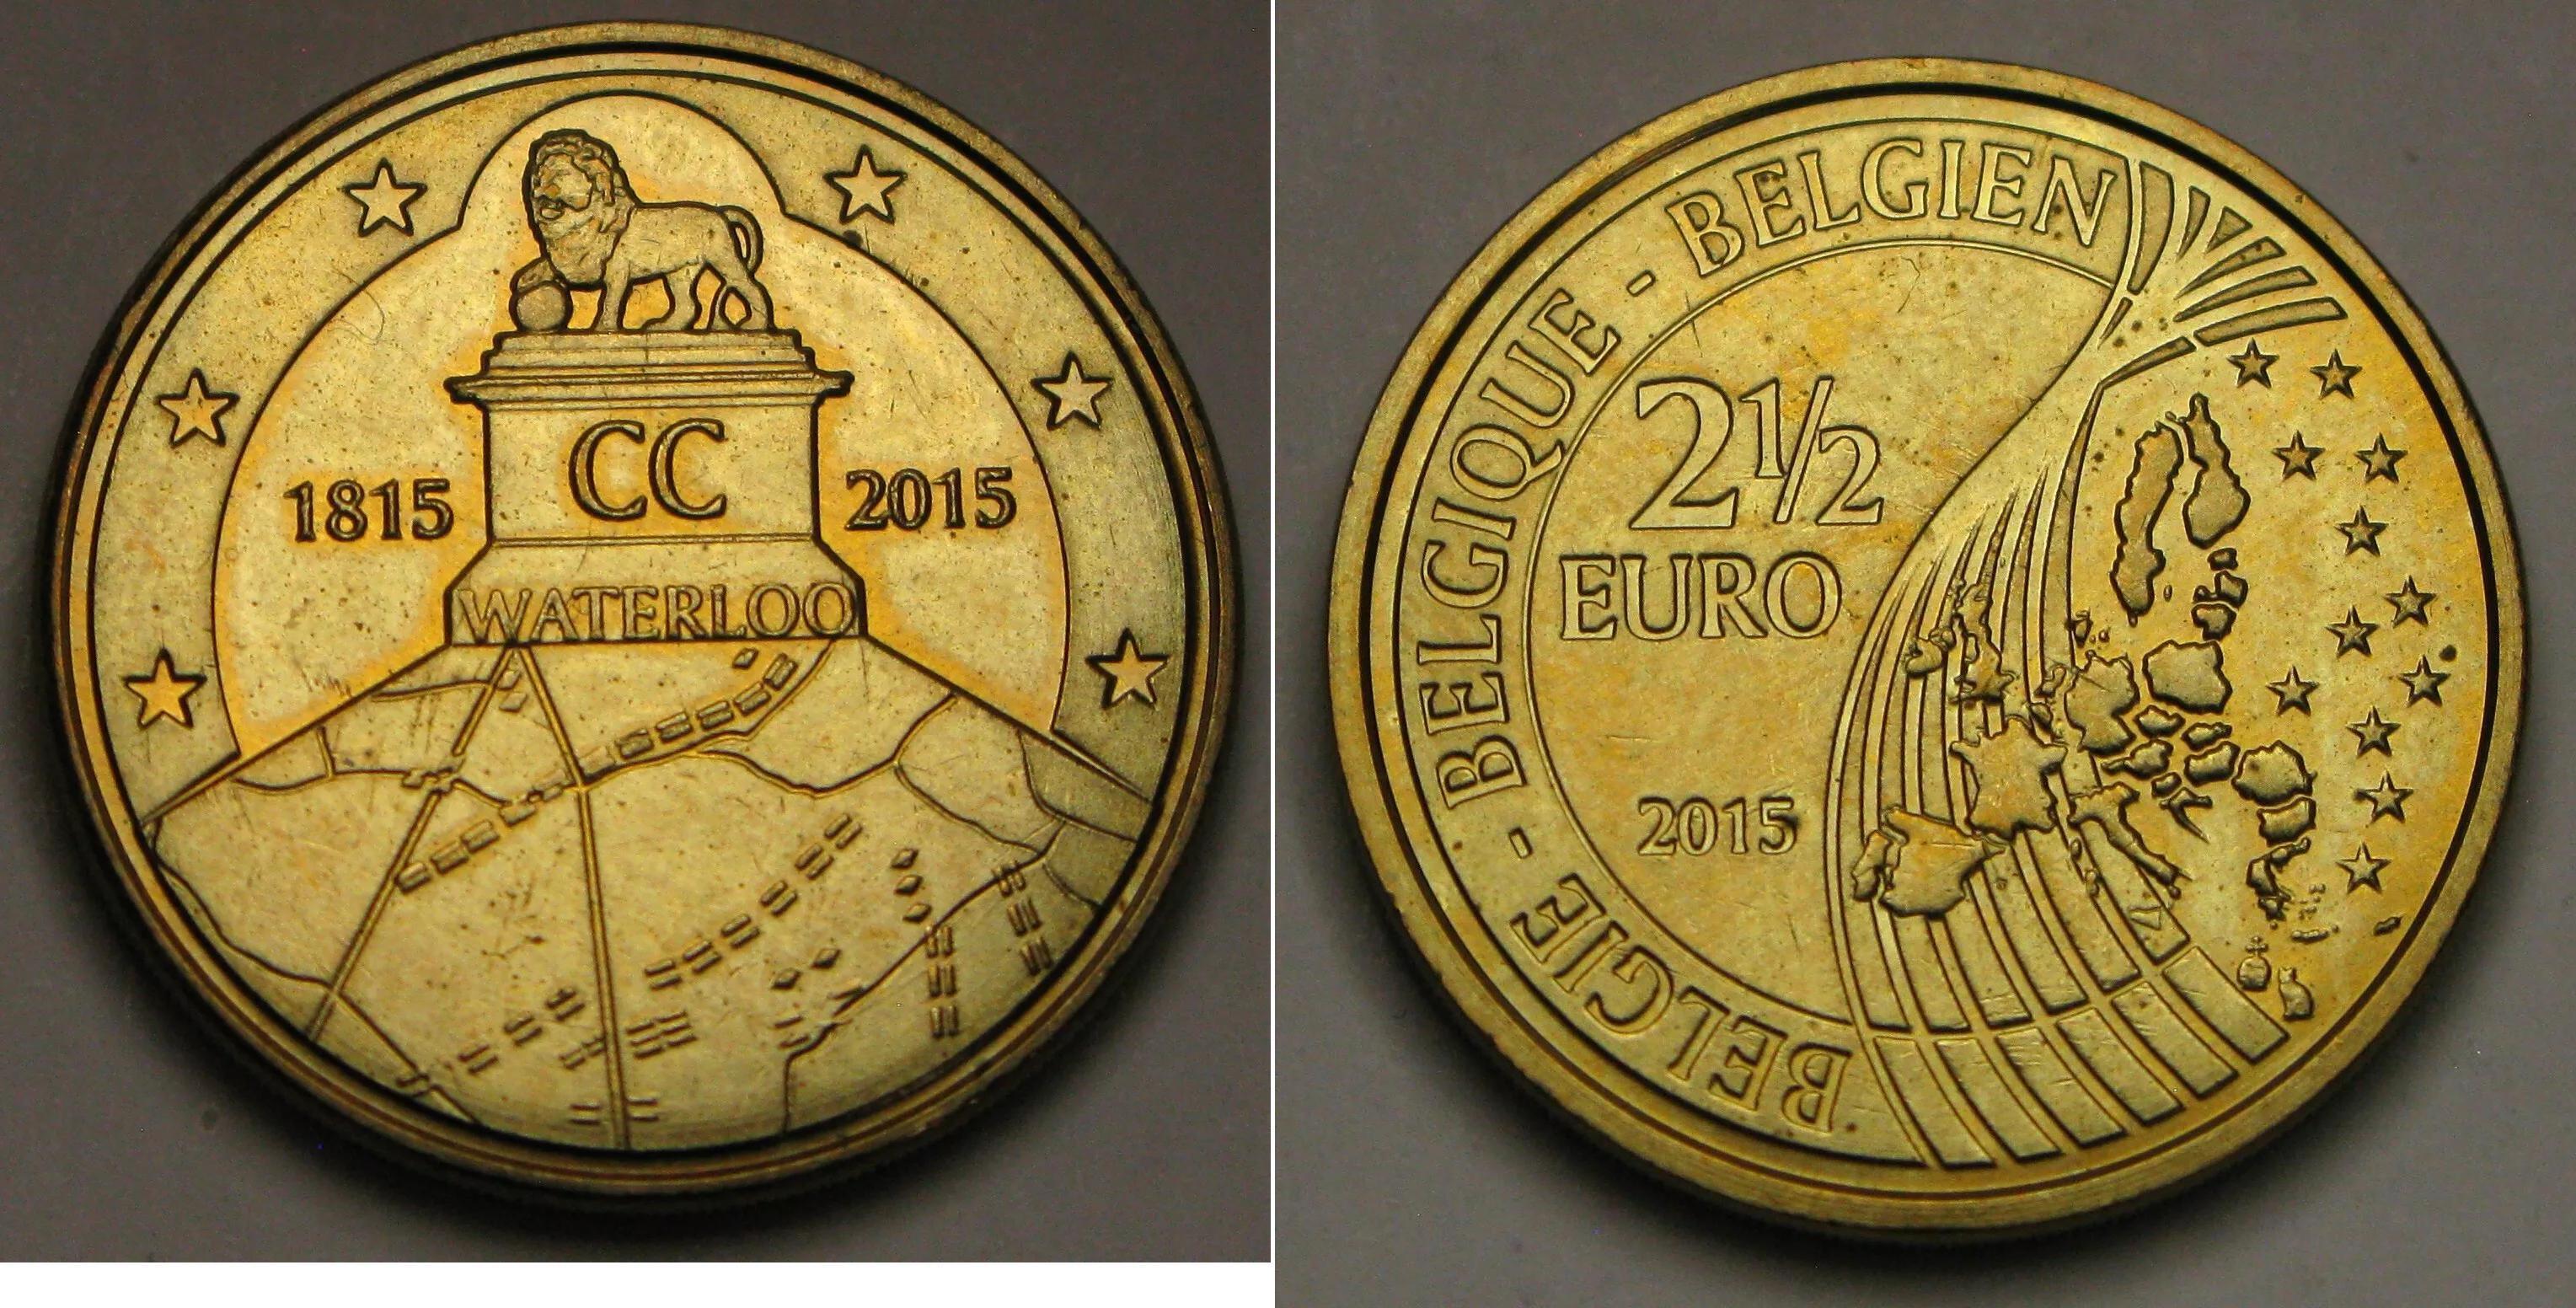 CC
1815
2015
WATERLOO
BELGIE - BELGIQUE - BELGIEN
2½
EURO
2015